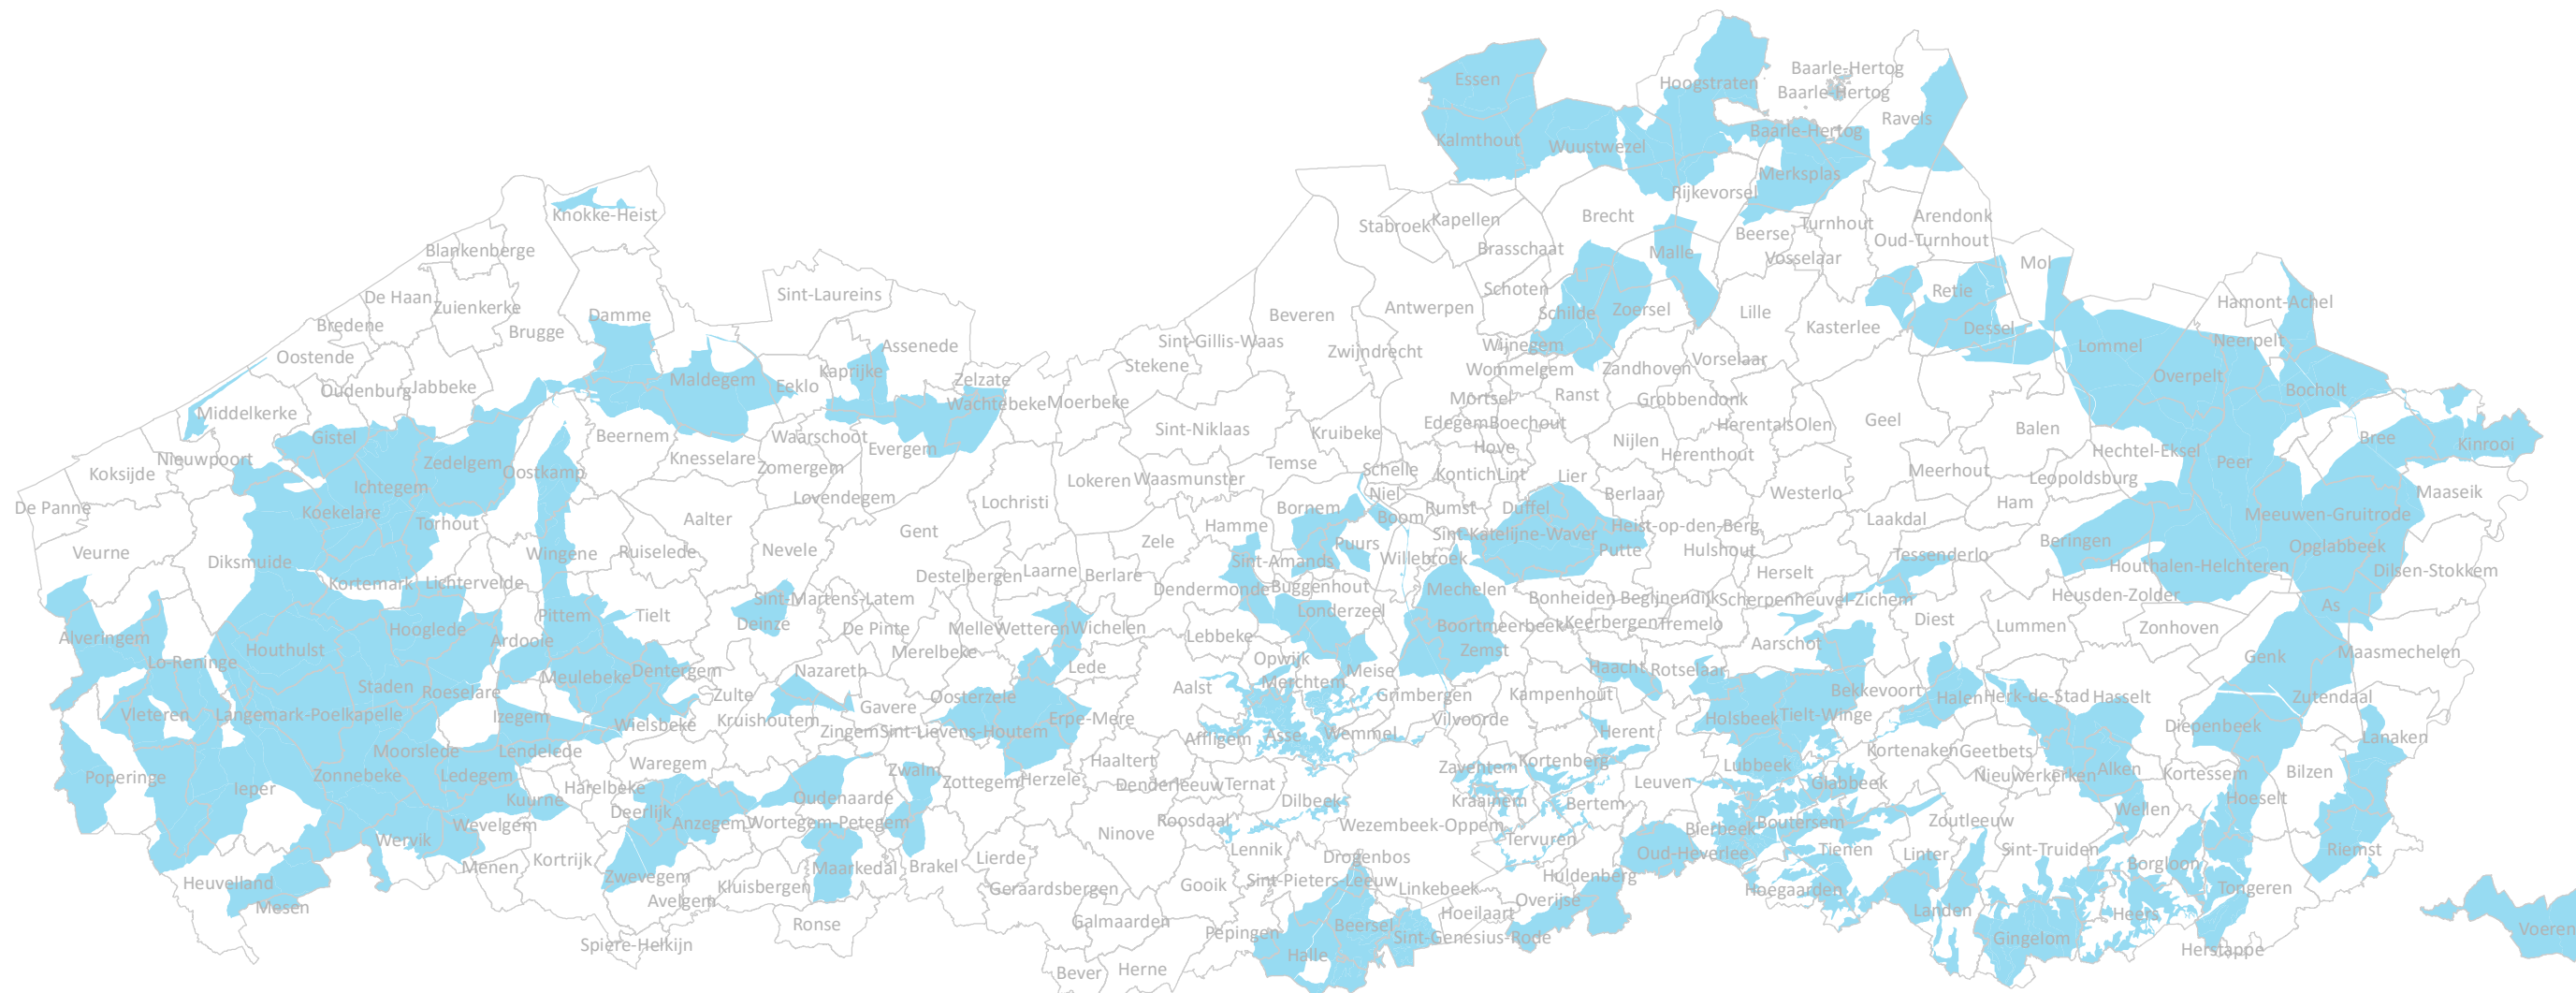 Baarle-Hertog
Essen
Hoogstraten
Baarle-Hertog
Ravels
Baarle-Hertog
Kalmthout
Wuustwezel
Merksplas
Rijkevorsel
Knokke-Heist
Brecht
Arendonk
Stabroek
Kapellen
Turnhout
Beerse
Oud-Turnhout
Blankenberge
Brasschaat
Malle
Vosselaar
Mol
Schoten
Retie
De Haan
Sint-Laureins
Hamont-Achel
Zuienkerke
Antwerpen
Schilde
Zoersel
Lille
Damme
Beveren
Bredene
Kasterlee
Dessel
Brugge
Neerpelt
Sint-Gillis-Waas
Wijnegem
Lommel
Assenede
Zwijndrecht
Oostende
Vorselaar
Stekene
Wommelgem
Zandhoven
Kaprijke
Overpelt
Maldegem
Zelzate
Eeklo
Oudenburg
Jabbeke
Bocholt
Ranst
Mortsel
Grobbendonk
Wachtebeke
Moerbeke
Middelkerke
Edegem
Boechout
Herentals
Olen
Geel
Balen
Sint-Niklaas
Kruibeke
Gistel
Beernem
Waarschoot
Nijlen
Bree
Kinrooi
Hove
Evergem
Hechtel-Eksel
Herenthout
Nieuwpoort
Knesselare
Zedelgem
Oostkamp
Zomergem
Temse
Schelle
Peer
Koksijde
Kontich
Lint
Lier
Meerhout
Leopoldsburg
Lokeren
Waasmunster
Ichtegem
Lovendegem
Niel
Berlaar
Westerlo
Maaseik
Lochristi
Ham
De Panne
Bornem
Rumst
Duffel
Koekelare
Boom
Meeuwen-Gruitrode
Torhout
Aalter
Laakdal
Hamme
Heist-op-den-Berg
Gent
Sint-Katelijne-Waver
Zele
Puurs
Beringen
Opglabbeek
Veurne
Wingene
Ruiselede
Nevele
Putte
Hulshout
Tessenderlo
Diksmuide
Sint-Amands
Willebroek
Houthalen-Helchteren
Dilsen-Stokkem
Laarne
Berlare
Destelbergen
Herselt
Kortemark
Lichtervelde
Dendermonde
Buggenhout
Mechelen
Heusden-Zolder
Sint-Martens-Latem
Bonheiden
Begijnendijk
Scherpenheuvel-Zichem
As
Londerzeel
Pittem
Tielt
Deinze
Diest
Hooglede
De Pinte
Melle
Wetteren
Wichelen
Boortmeerbeek
Keerbergen
Tremelo
Lummen
Zonhoven
Alveringem
Ardooie
Lebbeke
Aarschot
Houthulst
Merelbeke
Zemst
Maasmechelen
Genk
Lo-Reninge
Opwijk
Lede
Haacht
Rotselaar
Meulebeke
Dentergem
Nazareth
Meise
Merchtem
Staden
Roeselare
Aalst
Bekkevoort
Zulte
Oosterzele
Grimbergen
Kampenhout
Halen
Herk-de-Stad
Hasselt
Zutendaal
Gavere
Vleteren
Langemark-Poelkapelle
Izegem
Kruishoutem
Erpe-Mere
Vilvoorde
Holsbeek
Tielt-Winge
Wielsbeke
Diepenbeek
Zingem
Sint-Lievens-Houtem
Affligem
Asse
Wemmel
Herent
Lanaken
Moorslede
Lendelede
Kortenaken
Geetbets
Haaltert
Kortenberg
Waregem
Zaventem
Lubbeek
Poperinge
Zonnebeke
Ledegem
Zwalm
Zottegem
Herzele
Denderleeuw
Ternat
Leuven
Glabbeek
Nieuwerkerken
Alken
Kortessem
Bilzen
Ieper
Harelbeke
Kuurne
Oudenaarde
Dilbeek
Kraainem
Bertem
Hoeselt
Deerlijk
Wellen
Wevelgem
Anzegem
Wortegem-Petegem
Roosdaal
Wezembeek-Oppem
Bierbeek
Boutersem
Zoutleeuw
Ninove
Wervik
Tervuren
Tienen
Sint-Truiden
Riemst
Menen
Kortrijk
Maarkedal
Brakel
Lierde
Lennik
Drogenbos
Oud-Heverlee
Linter
Borgloon
Heuvelland
Zwevegem
Kluisbergen
Geraardsbergen
Gooik
Sint-Pieters-Leeuw
Linkebeek
Huldenberg
Hoegaarden
Tongeren
Mesen
Avelgem
Overijse
Hoeilaart
Landen
Heers
Ronse
Galmaarden
Pepingen
Beersel
Sint-Genesius-Rode
Gingelom
Voeren
Spiere-Helkijn
Halle
Herstappe
Bever
Herne